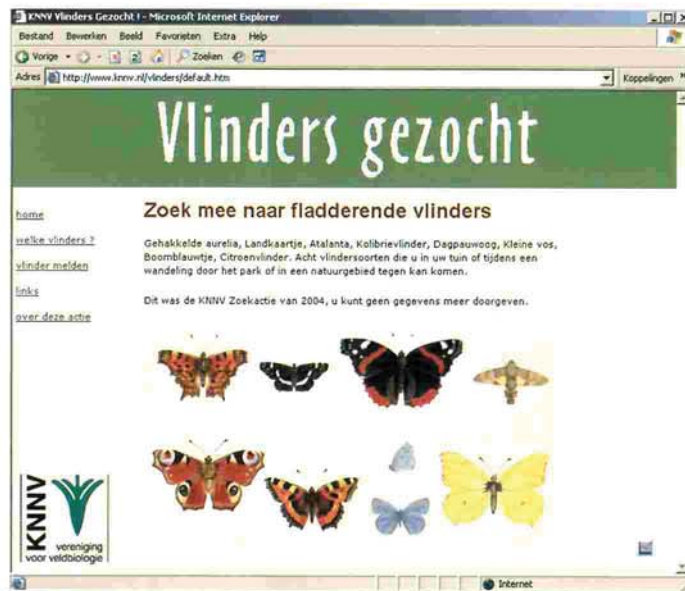 KNNV Vlinders Gezocht ! - Microsoft Internet Explorer
Bestand Bewerken Beeld Favorieten Extra Help
Vorige Zoeken
Adres http://www.knnv.nl/vlinders/default.htm Koppelingen »
Vlinders gezocht
home
welke vlinders ?
vlinder melden
links
over deze actie
Zoek mee naar fladderende vlinders
Gehakkelde aurelia, Landkaartje, Atalanta, Kolibrievlinder, Dagpauwoog, Kleine vos,
Boomblauwtje, Citroenvlinder. Acht vlindersoorten die u in uw tuin of tijdens een
wandeling door het park of in een natuurgebied tegen kan komen.
Dit was de KNNV Zoekactie van 2004, u kunt geen gegevens meer doorgeven.
KNNV
vereniging
voor veldbiologie
Internet